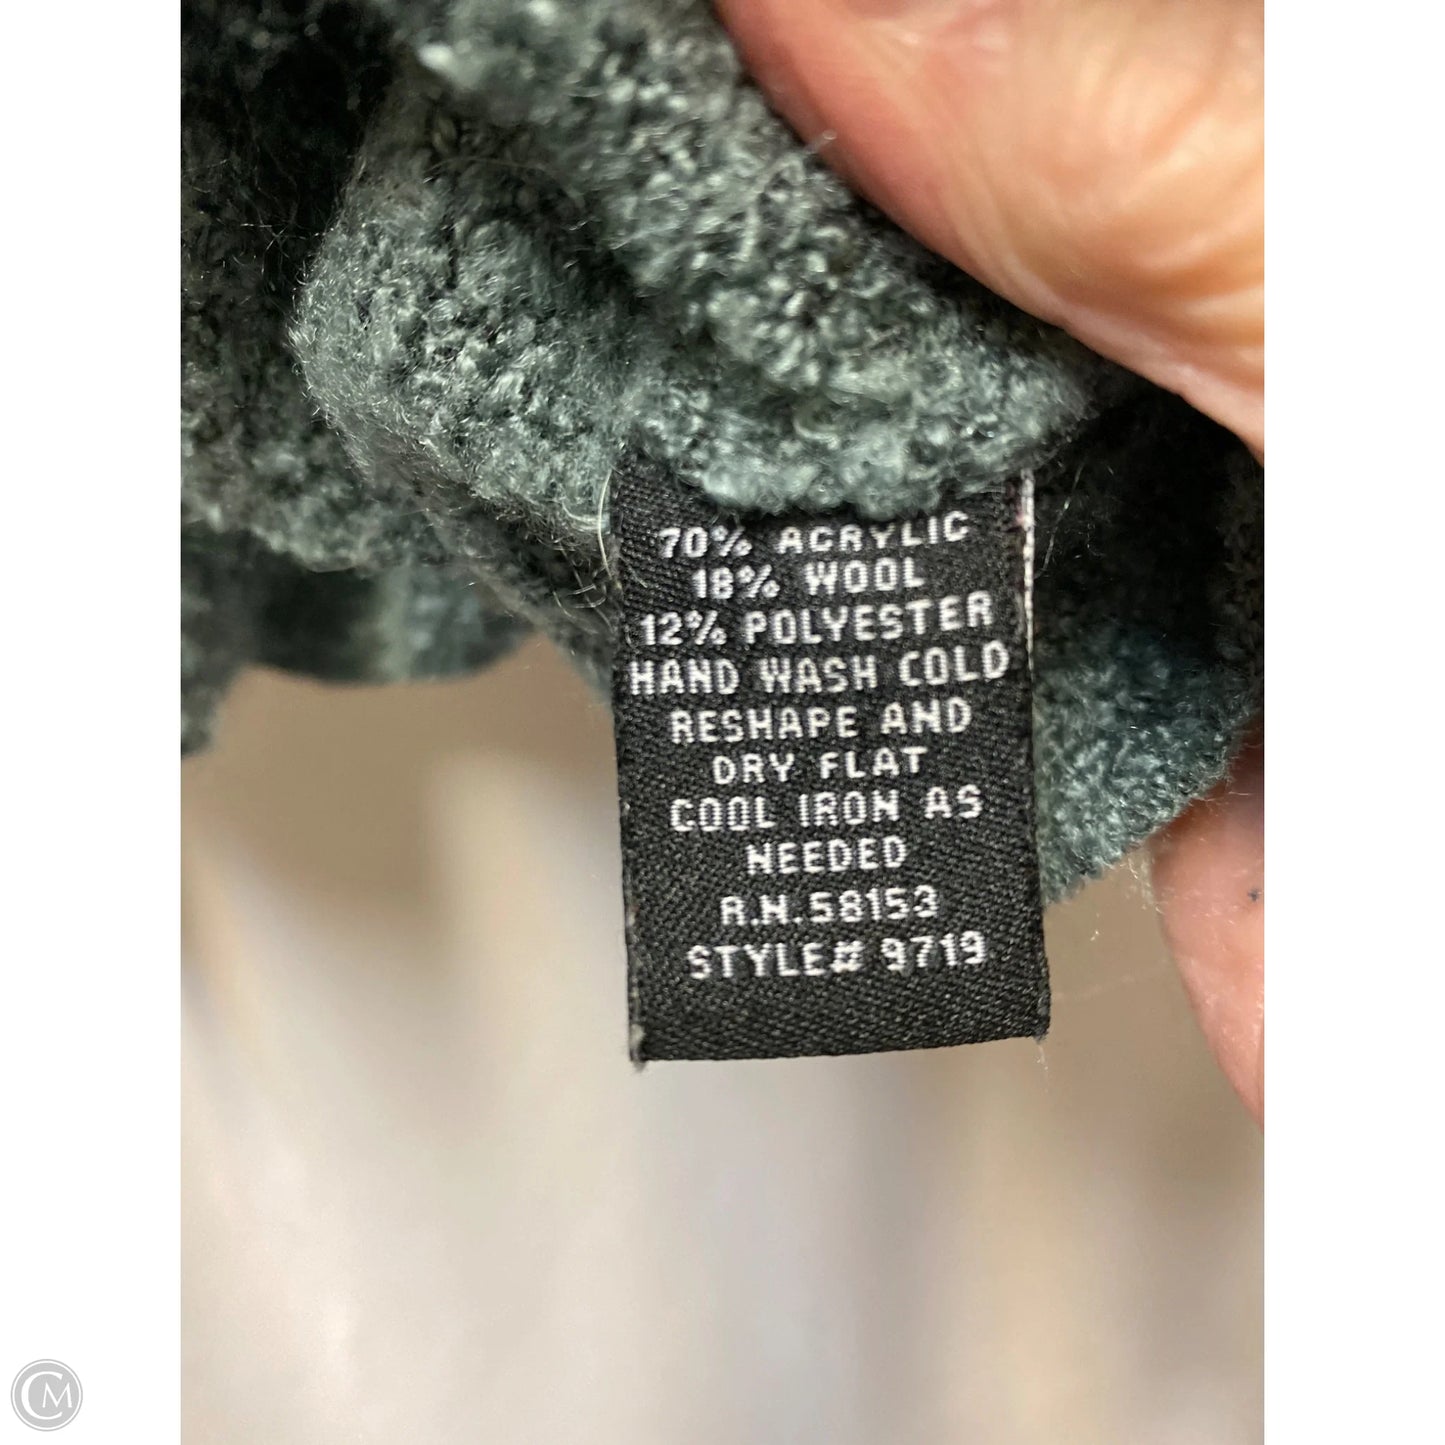 70% ACRYLIC
18% WOOL
12% POLYESTER
HAND WASH COLD
RESHAPE AND
DRY FLAT
COOL IRON AS
NEEDED
R.N.58153
STYLE# 9719
CM